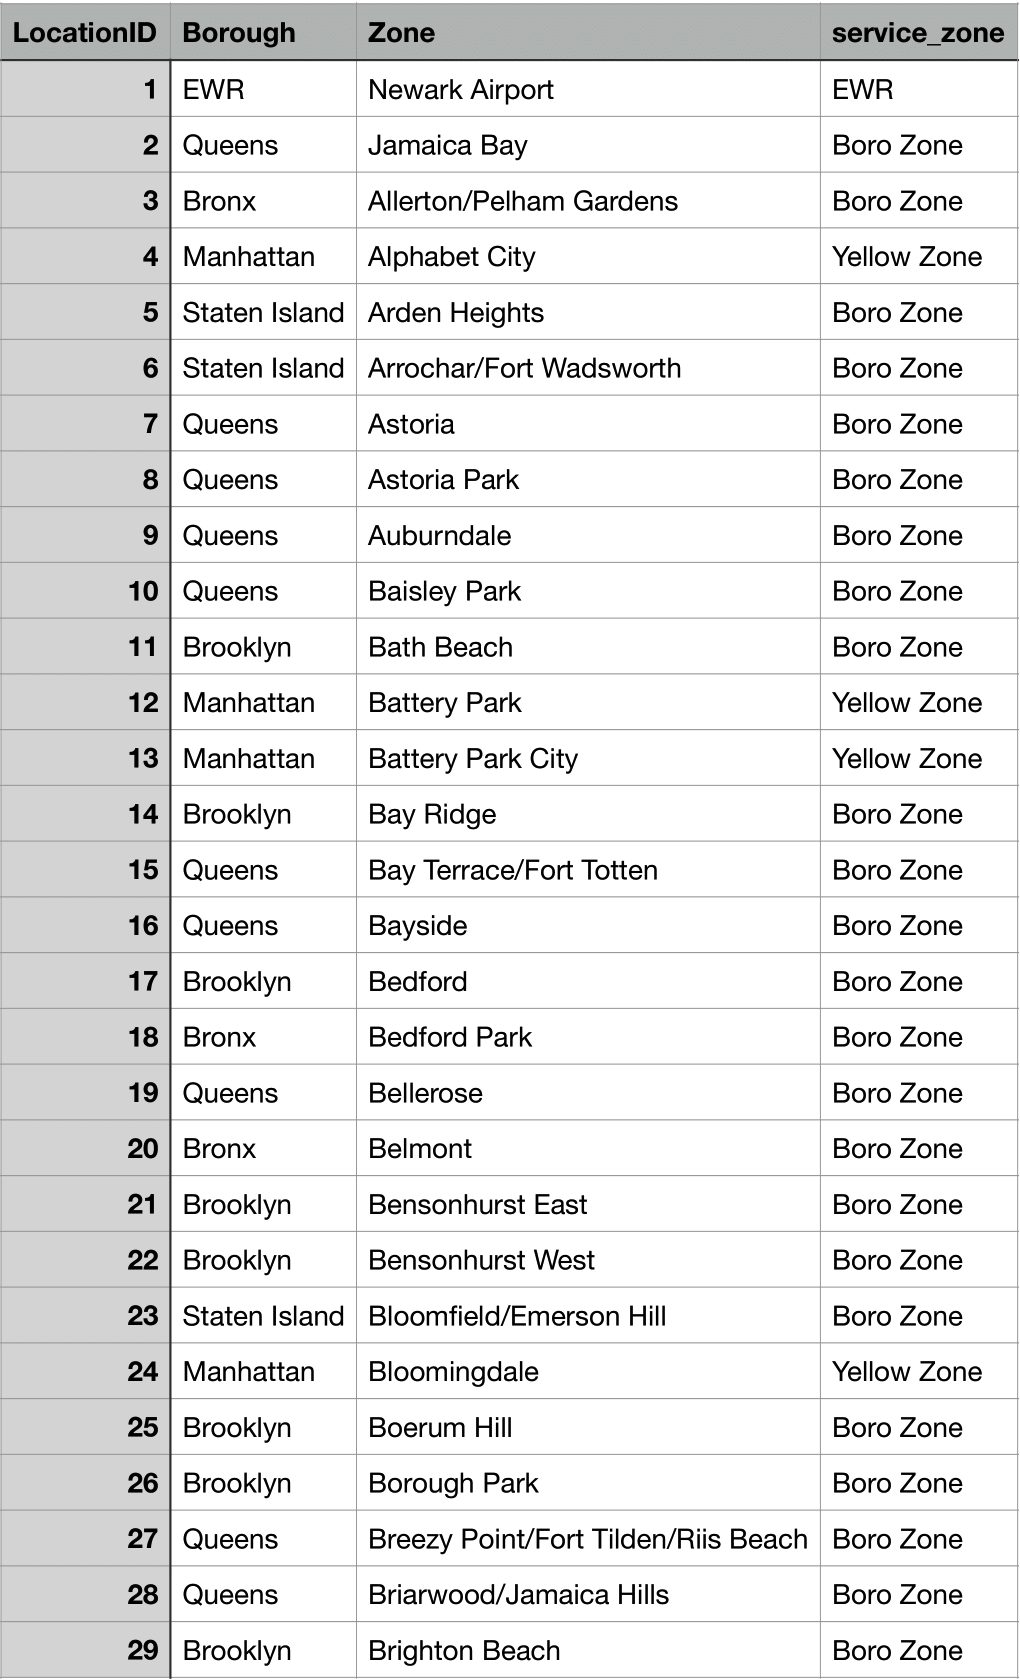 LocationID Borough Zone service_zone
1 EWR Newark Airport EWR
2 Queens Jamaica Bay Boro Zone
3 Bronx Allerton/Pelham Gardens Boro Zone
4 Manhattan Alphabet City Yellow Zone
5 Staten Island Arden Heights Boro Zone
6 Staten Island Arrochar/Fort Wadsworth Boro Zone
7 Queens Astoria Boro Zone
8 Queens Astoria Park Boro Zone
9 Queens Auburndale Boro Zone
10 Queens Baisley Park Boro Zone
11 Brooklyn Bath Beach Boro Zone
12 Manhattan Battery Park Yellow Zone
13 Manhattan Battery Park City Yellow Zone
14 Brooklyn Bay Ridge Boro Zone
15 Queens Bay Terrace/Fort Totten Boro Zone
16 Queens Bayside Boro Zone
17 Brooklyn Bedford Boro Zone
18 Bronx Bedford Park Boro Zone
19 Queens Bellerose Boro Zone
20 Bronx Belmont Boro Zone
21 Brooklyn Bensonhurst East Boro Zone
22 Brooklyn Bensonhurst West Boro Zone
23 Staten Island Bloomfield/Emerson Hill Boro Zone
24 Manhattan Bloomingdale Yellow Zone
25 Brooklyn Boerum Hill Boro Zone
26 Brooklyn Borough Park Boro Zone
27 Queens Breezy Point/Fort Tilden/Riis Beach Boro Zone
28 Queens Briarwood/Jamaica Hills Boro Zone
29 Brooklyn Brighton Beach Boro Zone